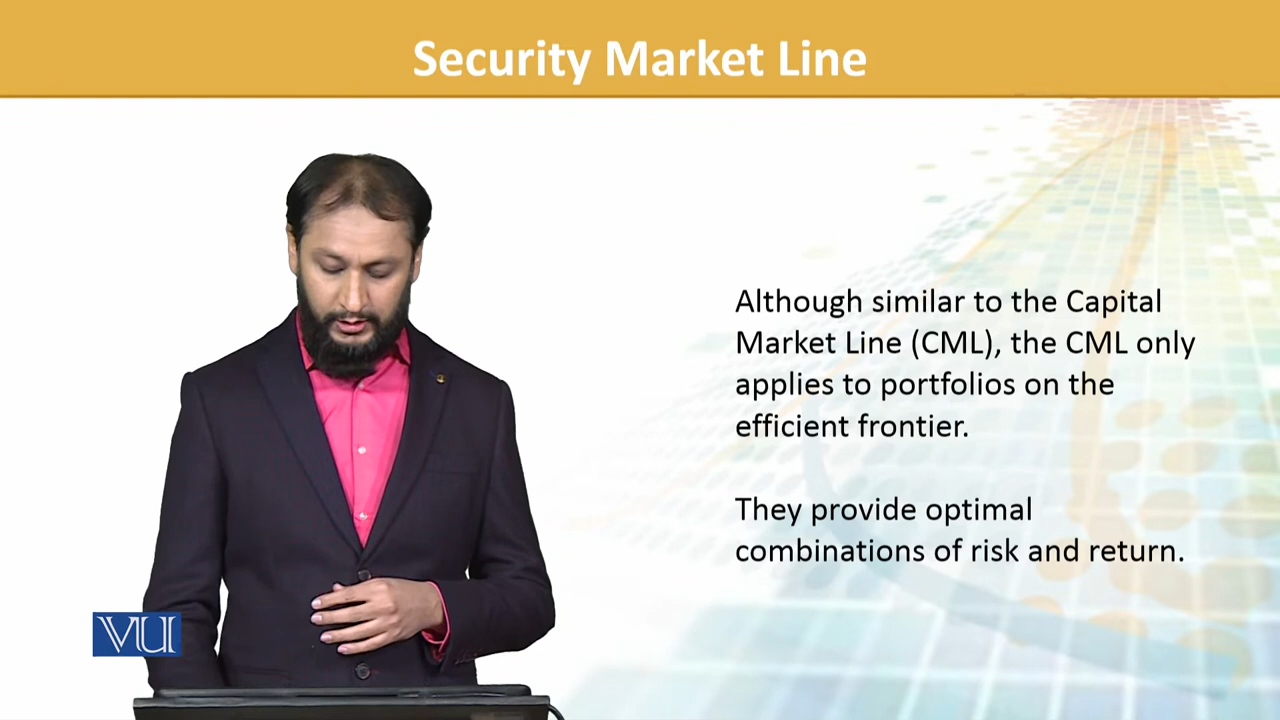 Security Market Line
Although similar to the Capital
Market Line (CML), the CML only
applies to portfolios on the
efficient frontier.
They provide optimal
combinations of risk and return.
VU